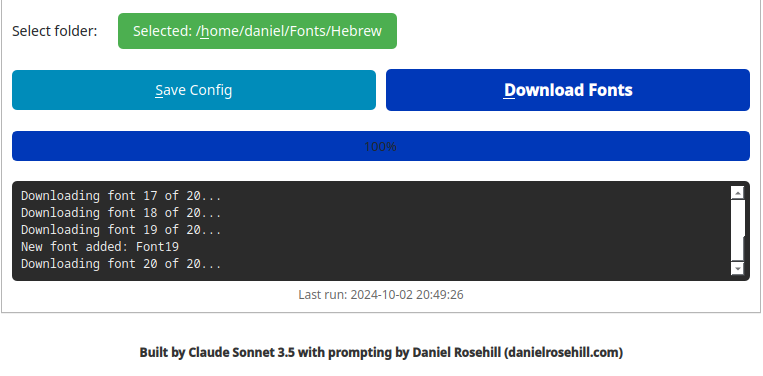 Select folder: Selected: /home/daniel/Fonts/Hebrew
Save Config Download Fonts
100%
Downloading font 17 of 20...
Downloading font 18 of 20...
Downloading font 19 of 20...
New font added: Font19
Downloading font 20 of 20...
Last run: 2024-10-02 20:49:26
Built by Claude Sonnet 3.5 with prompting by Daniel Rosehill (danielrosehill.com)